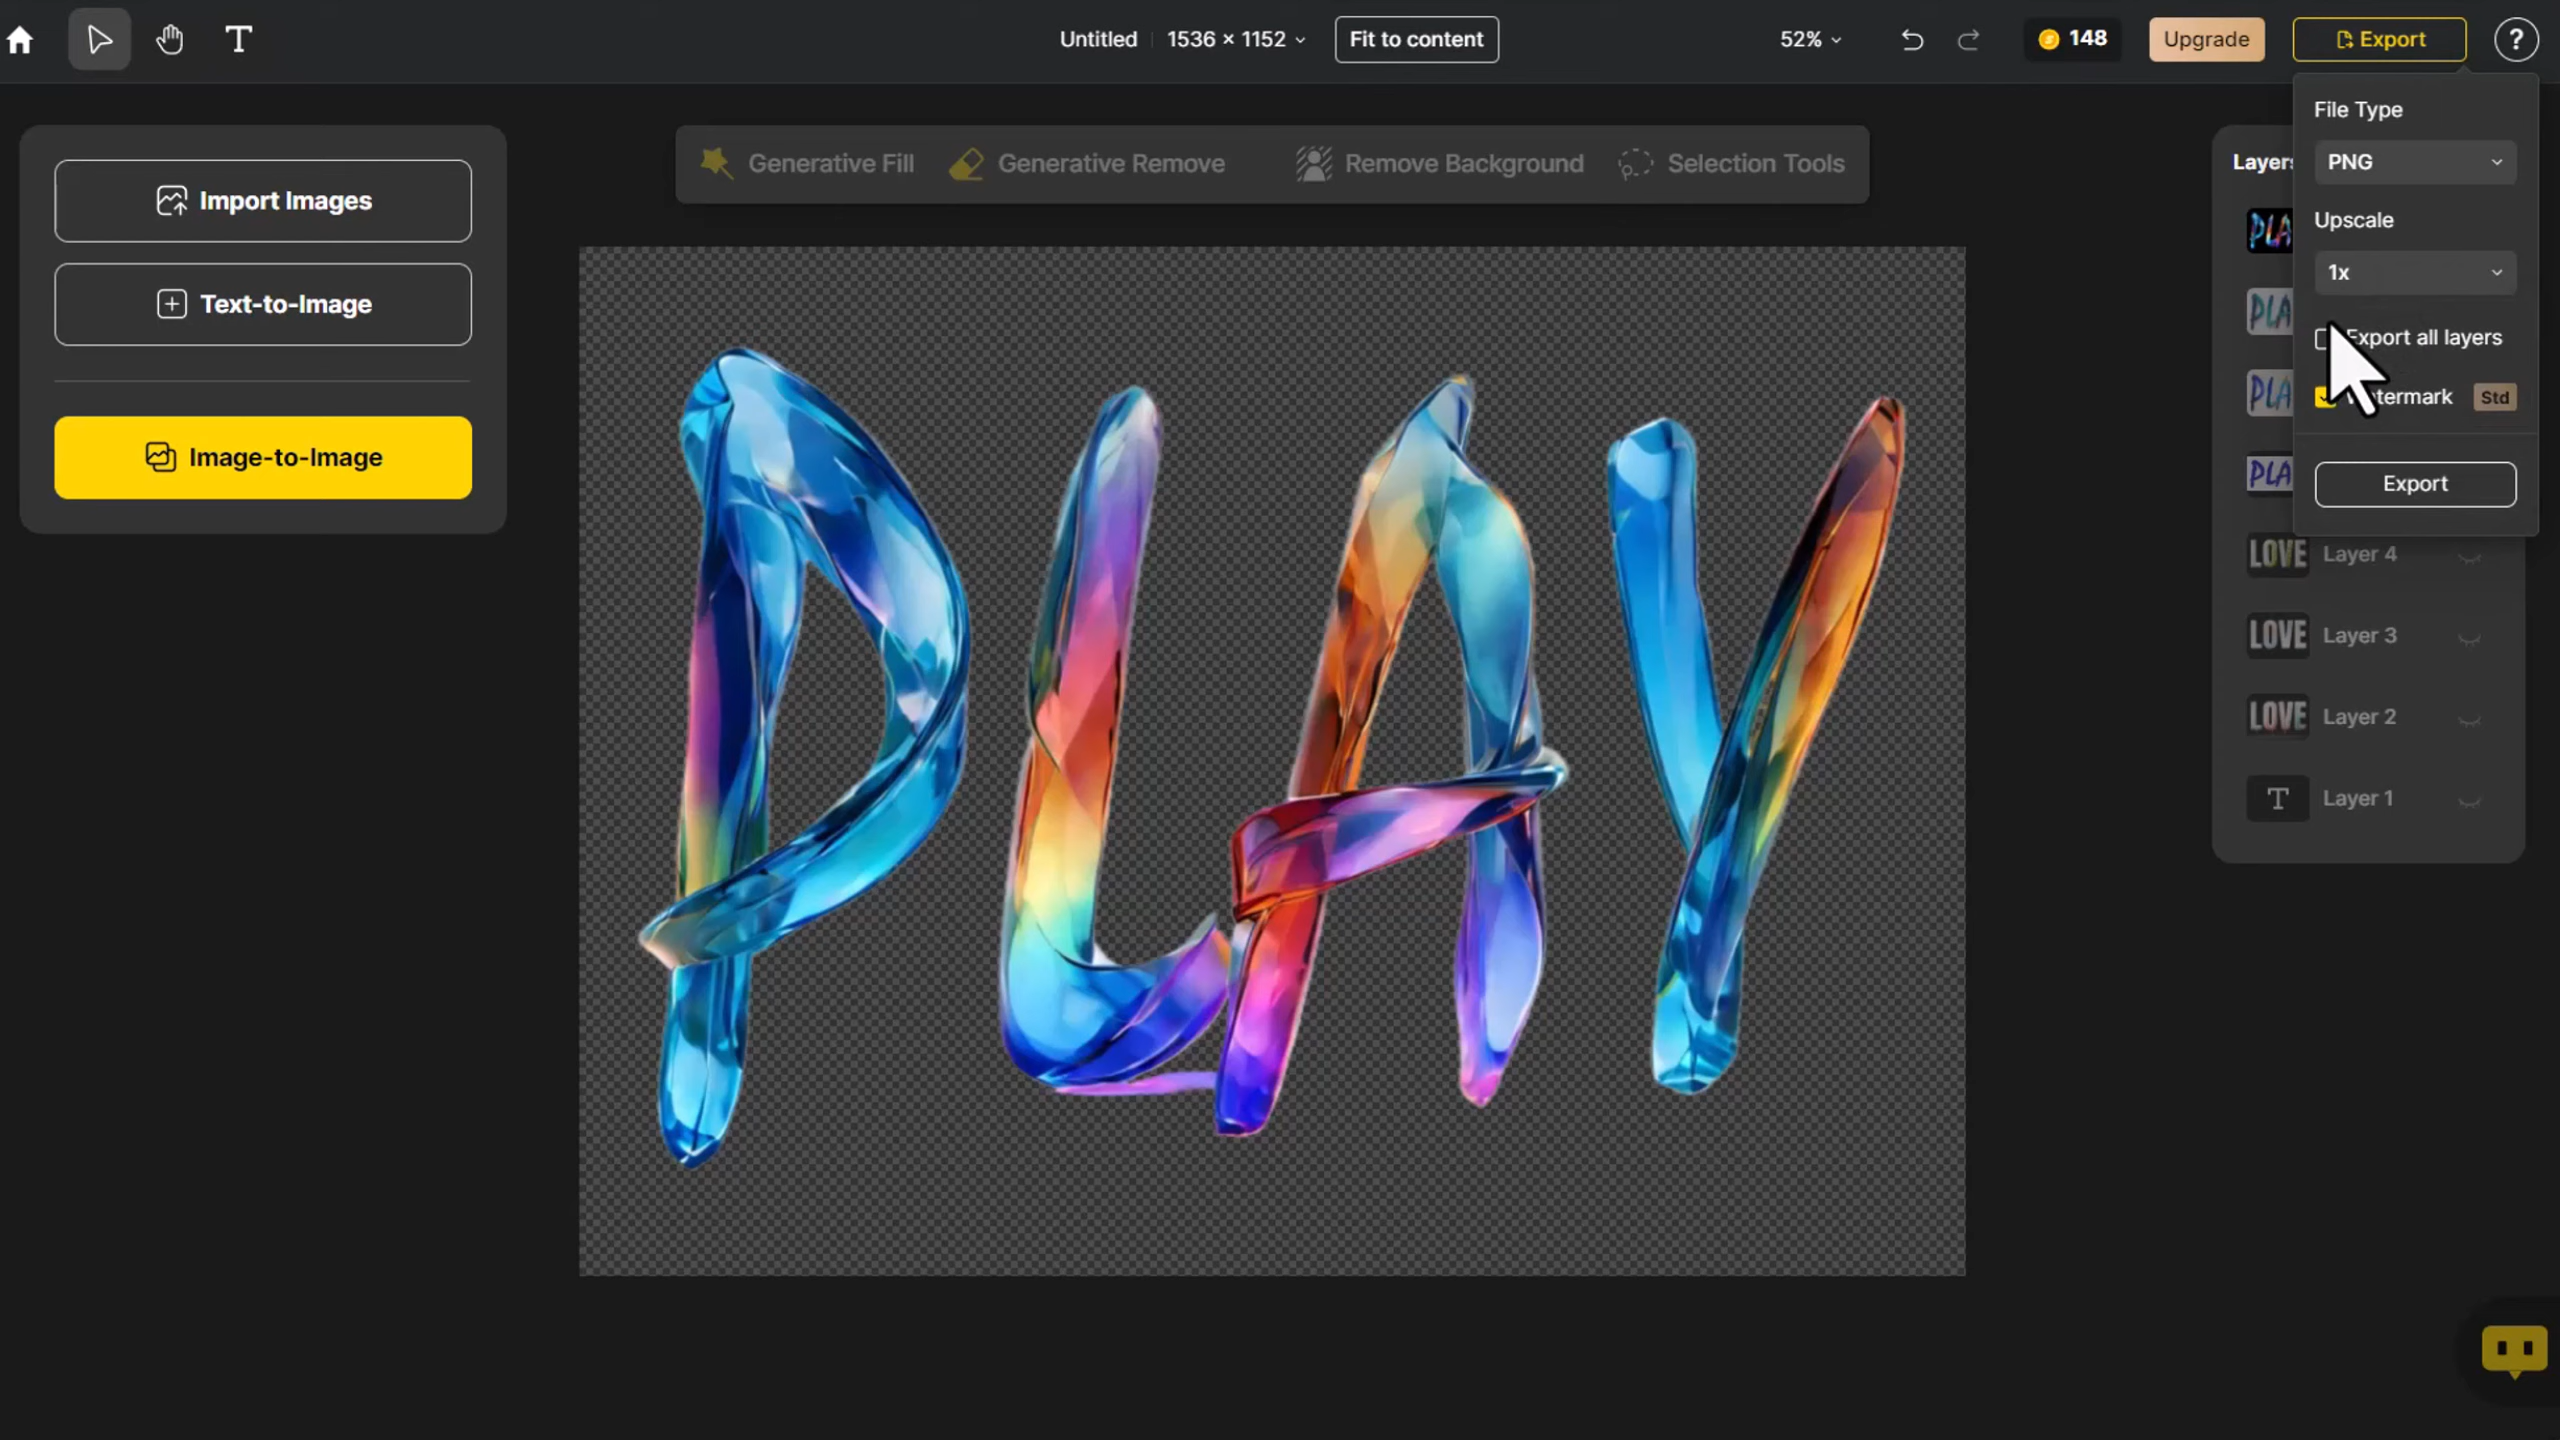 T Untitled 1536 × 1152 Fit to content 52% 148 Upgrade Export ?
File Type
Import Images
Generative Fill Generative Remove Remove Background Selection Tools
PNG
Upscale
Text-to-Image
1x
Export all layers
Std
Image-to-Image
Export
PLAY
LOVE Layer 4
LOVE Layer 3
LOVE Layer 2
T Layer 1